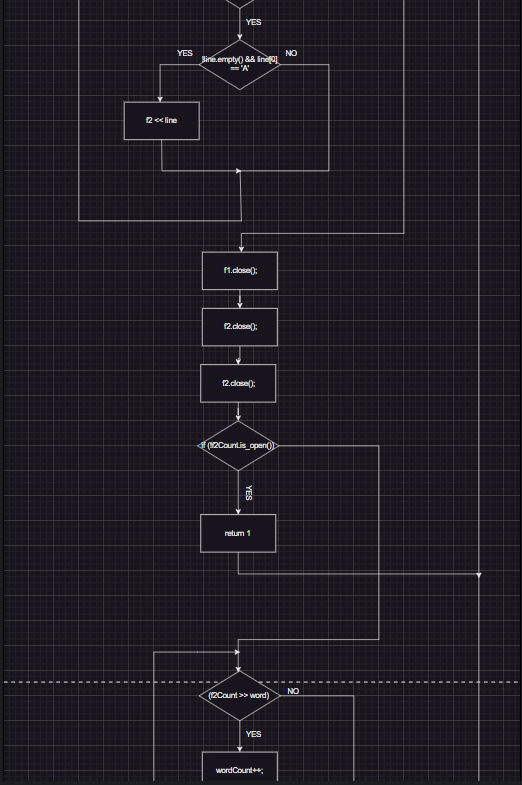 YES
YES
NO
!line.empty() && line[0]
== 'A'
f2 << line
f1.close();
f2.close();
f2.close();
if (!f2Count.is_open())
YES
return 1
(f2Count >> word)
NO
YES
wordCount++;